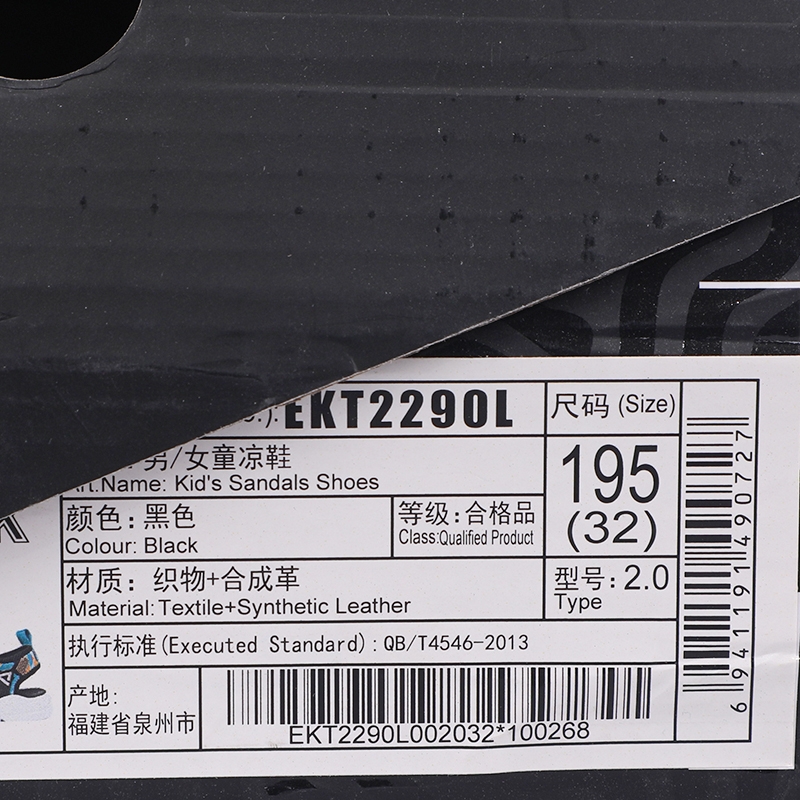 EKT2290L
尺码 (Size)
男/女童凉鞋
Name: Kid's Sandals Shoes
195
(32)
颜色: 黑色
Colour: Black
等级: 合格品
Class: Qualified Product
材质: 织物+合成革
Material: Textile+Synthetic Leather
型号: 2.0
Type
执行标准(Executed Standard): QB/T4546-2013
产地:
福建省泉州市
EKT2290L002032*100268
6941191490727